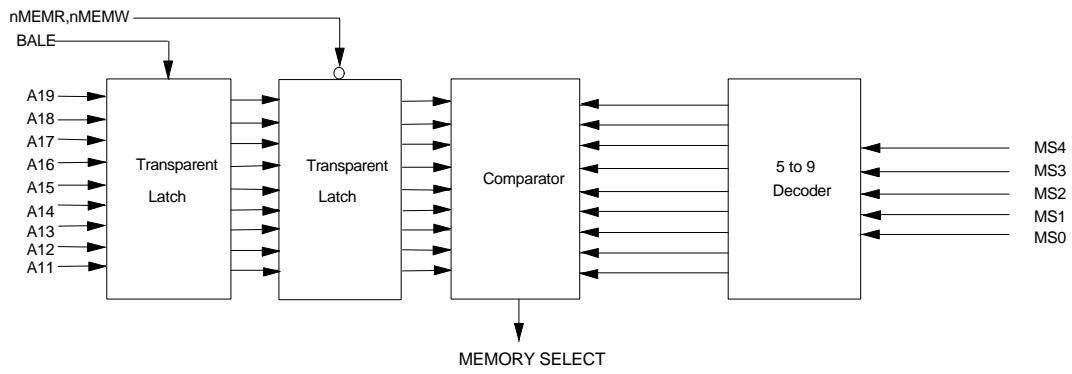 nMEMR,nMEMW
BALE
A19
A18
A17
A16
A15
A14
A13
A12
A11
Transparent
Latch
Transparent
Latch
Comparator
5 to 9
Decoder
MS4
MS3
MS2
MS1
MS0
MEMORY SELECT